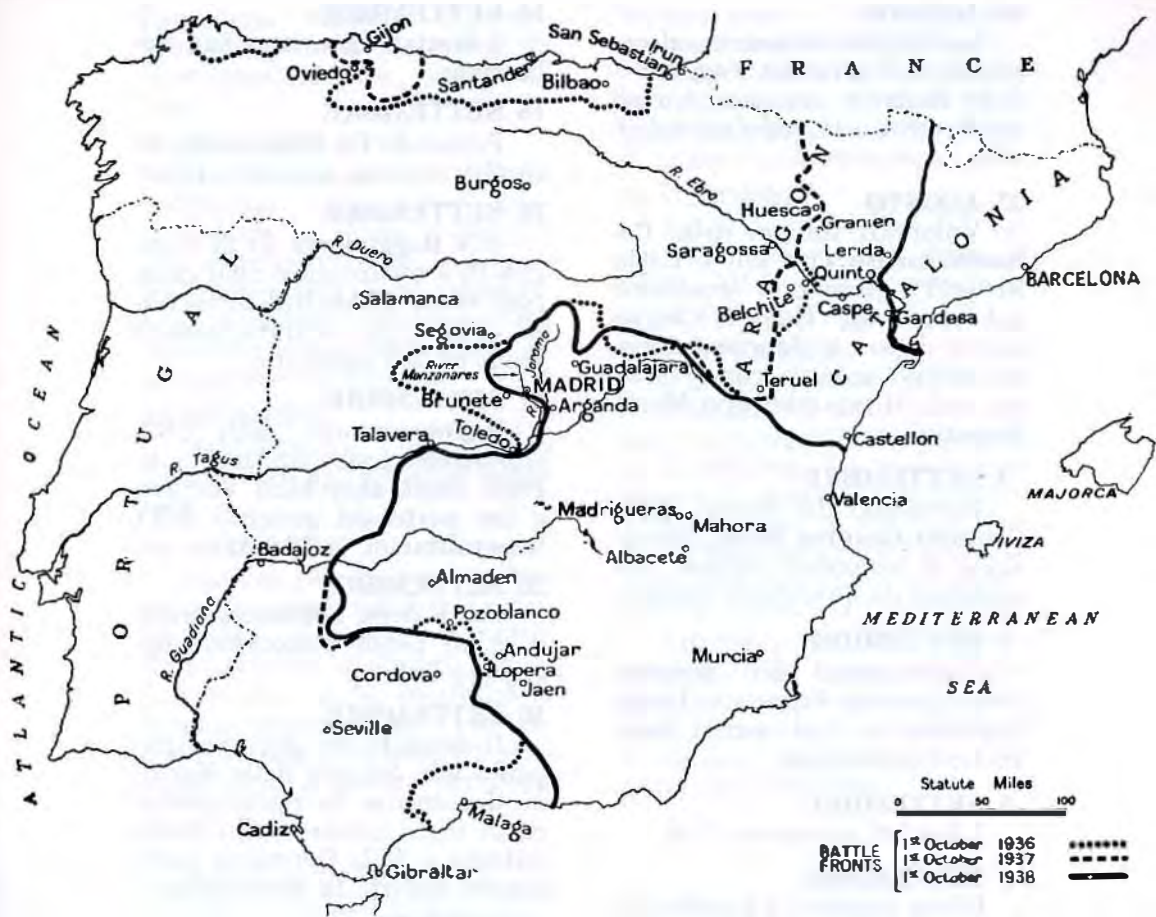 FRANCE
Gijon
Oviedo
Santander
San Sebastian
Irun
Bilbao
Burgos
R. Ebro
ARAGON
Huesca
Granien
Saragossa
Lerida
Quinto
Belchite
Caspe
Gandesa
CATALONIA
BARCELONA
R. Duero
Salamanca
Segovia
River
Manzanares
R. Jarama
Guadalajara
MADRID
Brunete
Arganda
Teruel
Toledo
Talavera
Castellon
R. Tagus
PORTUGAL
ATLANTIC OCEAN
Valencia
MAJORCA
IVIZA
Madrigueras
Mahora
Albacete
Badajoz
Almaden
R. Guadiana
Pozoblanco
Andujar
Lopera
Jaen
Cordova
Seville
Murcia
MEDITERRANEAN
SEA
Malaga
Cadiz
Gibraltar
Statute Miles
0 50 100
BATTLE
FRONTS
1st October 1936
1st October 1937
1st October 1938